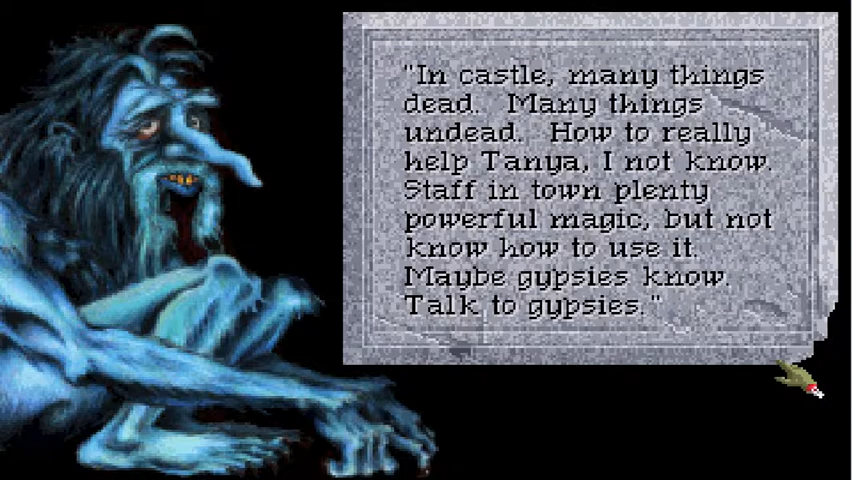 "In castle, many things
dead. Many things
undead. How to really
help Tanya, I not know.
Staff in town plenty
powerful magic, but not
know how to use it.
Maybe gypsies know.
Talk to gypsies."